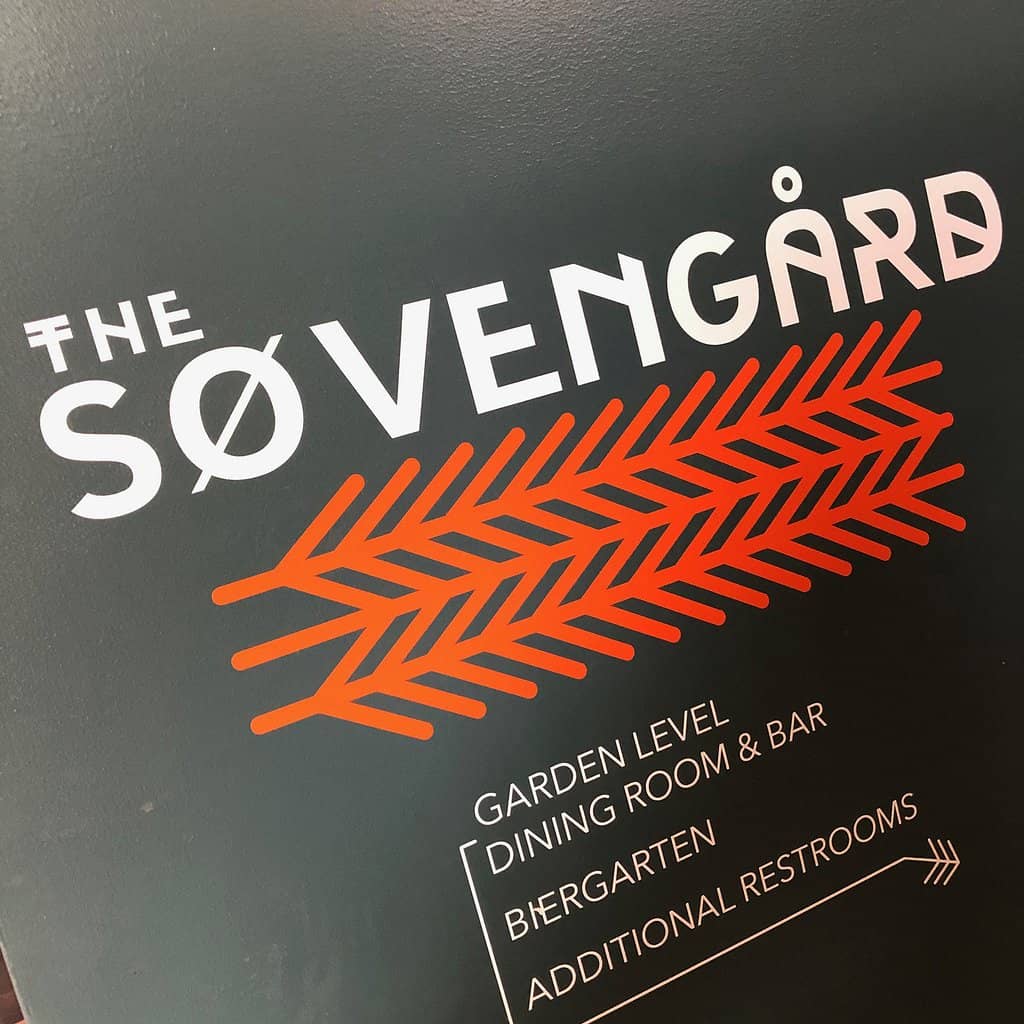 THE
SØVENGÅRD
GARDEN LEVEL
DINING ROOM & BAR
BIERGARTEN
ADDITIONAL RESTROOMS